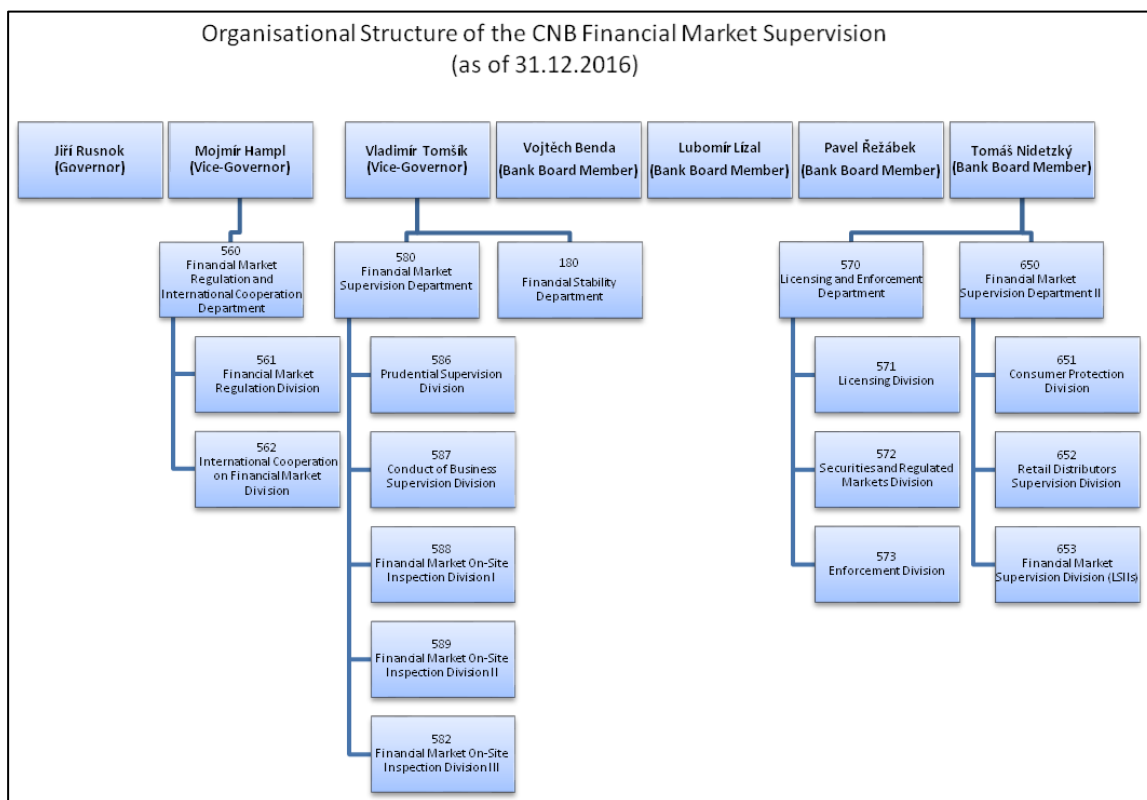 Organisational Structure of the CNB Financial Market Supervision
(as of 31.12.2016)
Jiří Rusnok
(Governor)
Mojmír Hampl
(Vice-Governor)
Vladimír Tomšík
(Vice-Governor)
Vojtěch Benda
(Bank Board Member)
Lubomír Lízal
(Bank Board Member)
Pavel Řežábek
(Bank Board Member)
Tomáš Nidetzký
(Bank Board Member)
560
Financial Market
Regulation and
International Cooperation
Department
580
Financial Market
Supervision Department
180
Financial Stability
Department
570
Licensing and Enforcement
Department
650
Financial Market
Supervision Department II
561
Financial Market
Regulation Division
562
International Cooperation
on Financial Market
Division
586
Prudential Supervision
Division
587
Conduct of Business
Supervision Division
588
Financial Market On-Site
Inspection Division I
589
Financial Market On-Site
Inspection Division II
582
Financial Market On-Site
Inspection Division III
571
Licensing Division
572
Securities and Regulated
Markets Division
573
Enforcement Division
651
Consumer Protection
Division
652
Retail Distributors
Supervision Division
653
Financial Market
Supervision Division (LSIIs)